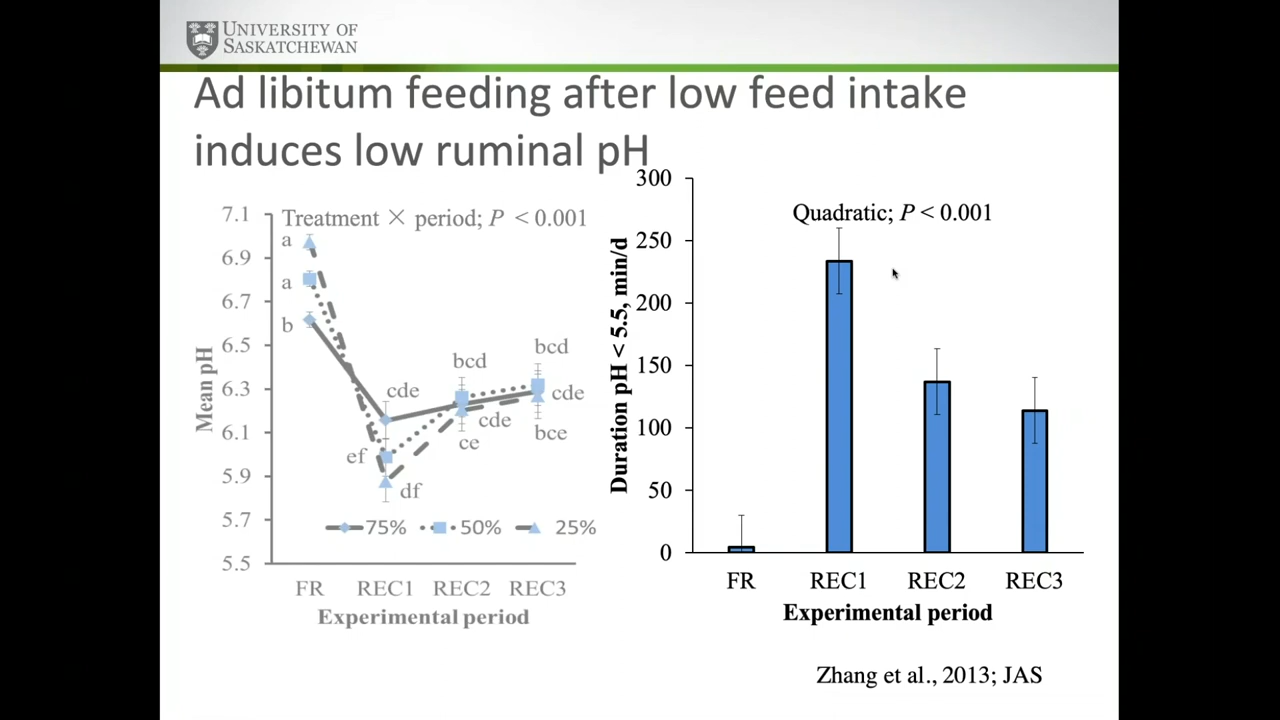 UNIVERSITY OF
SASKATCHEWAN
Ad libitum feeding after low feed intake
induces low ruminal pH
Treatment × period; P < 0.001
7.1
6.9
6.7
6.5
6.3
6.1
5.9
5.7
5.5
Mean pH
a
a
b
cde
ef
df
bcd
cde
ce
bcd
cde
bce
75% 50% 25%
FR REC1 REC2 REC3
Experimental period
Quadratic; P < 0.001
300
250
200
150
100
50
0
Duration pH < 5.5, min/d
FR REC1 REC2 REC3
Experimental period
Zhang et al., 2013; JAS